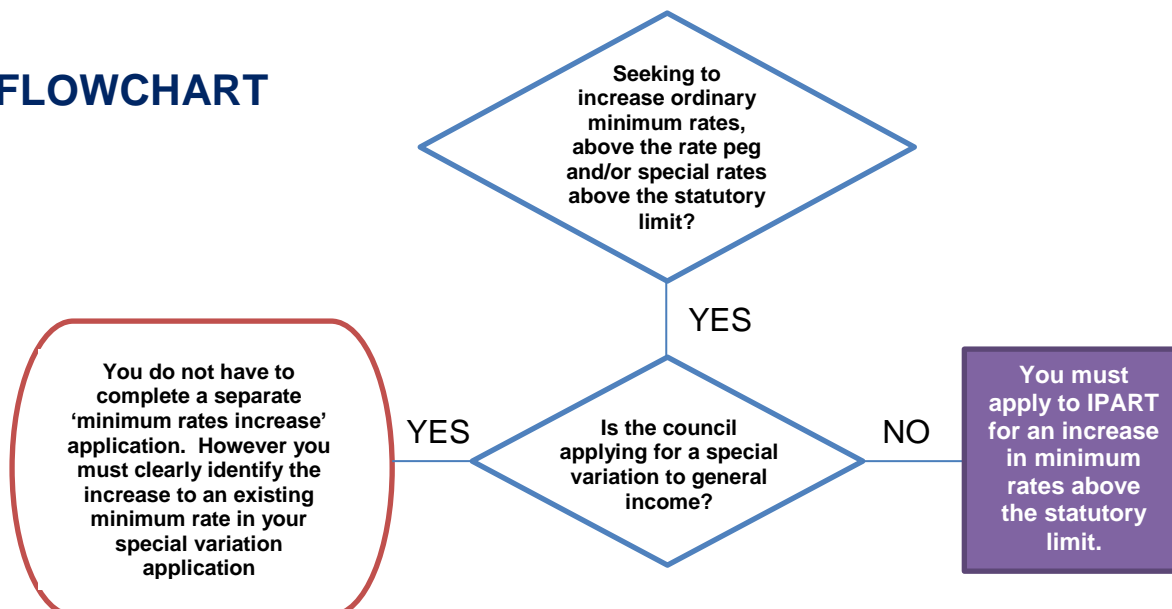 FLOWCHART
Seeking to
increase ordinary
minimum rates,
above the rate peg
and/or special rates
above the statutory
limit?
YES
You do not have to
complete a separate
‘minimum rates increase’
application.  However you
must clearly identify the
increase to an existing
minimum rate in your
special variation
application
YES
Is the council
applying for a special
variation to general
income?
NO
You must
apply to IPART
for an increase
in minimum
rates above
the statutory
limit.